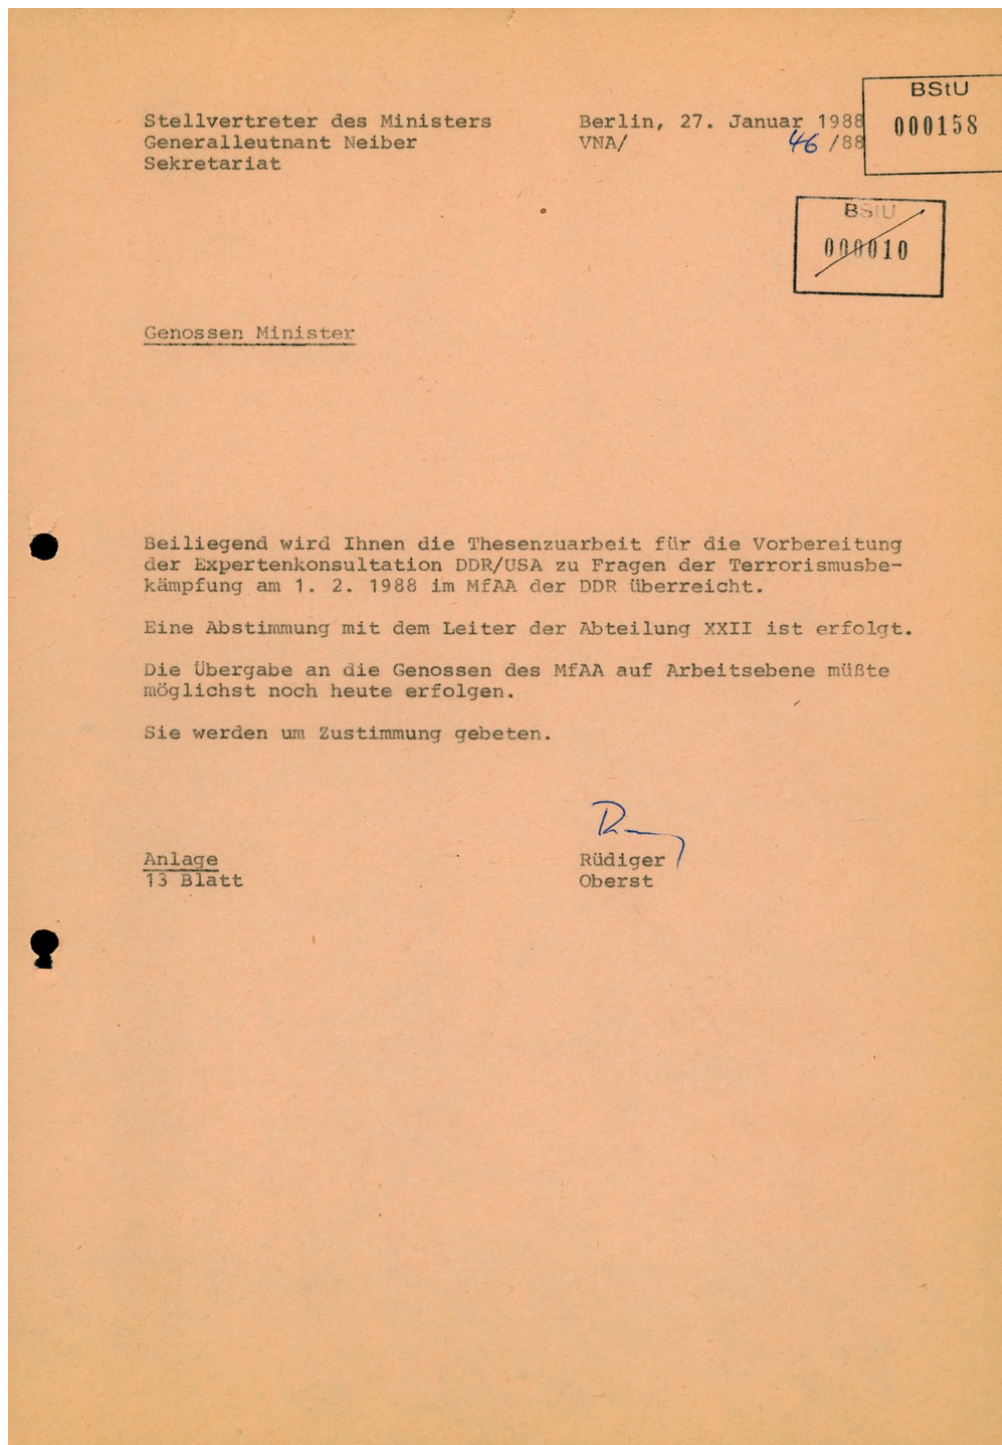 BStU
000158
Stellvertreter des Ministers
Generalleutnant Neiber
Sekretariat
Berlin, 27. Januar 1988
VNA/ 46 /88
BStU
000010
Genossen Minister
Beiliegend wird Ihnen die Thesenzuarbeit für die Vorbereitung
der Expertenkonsultation DDR/USA zu Fragen der Terrorismusbe-
kämpfung am 1. 2. 1988 im MfAA der DDR überreicht.
Eine Abstimmung mit dem Leiter der Abteilung XXII ist erfolgt.
Die Übergabe an die Genossen des MfAA auf Arbeitsebene müßte
möglichst noch heute erfolgen.
Sie werden um Zustimmung gebeten.
Anlage
13 Blatt
Rüdiger
Oberst